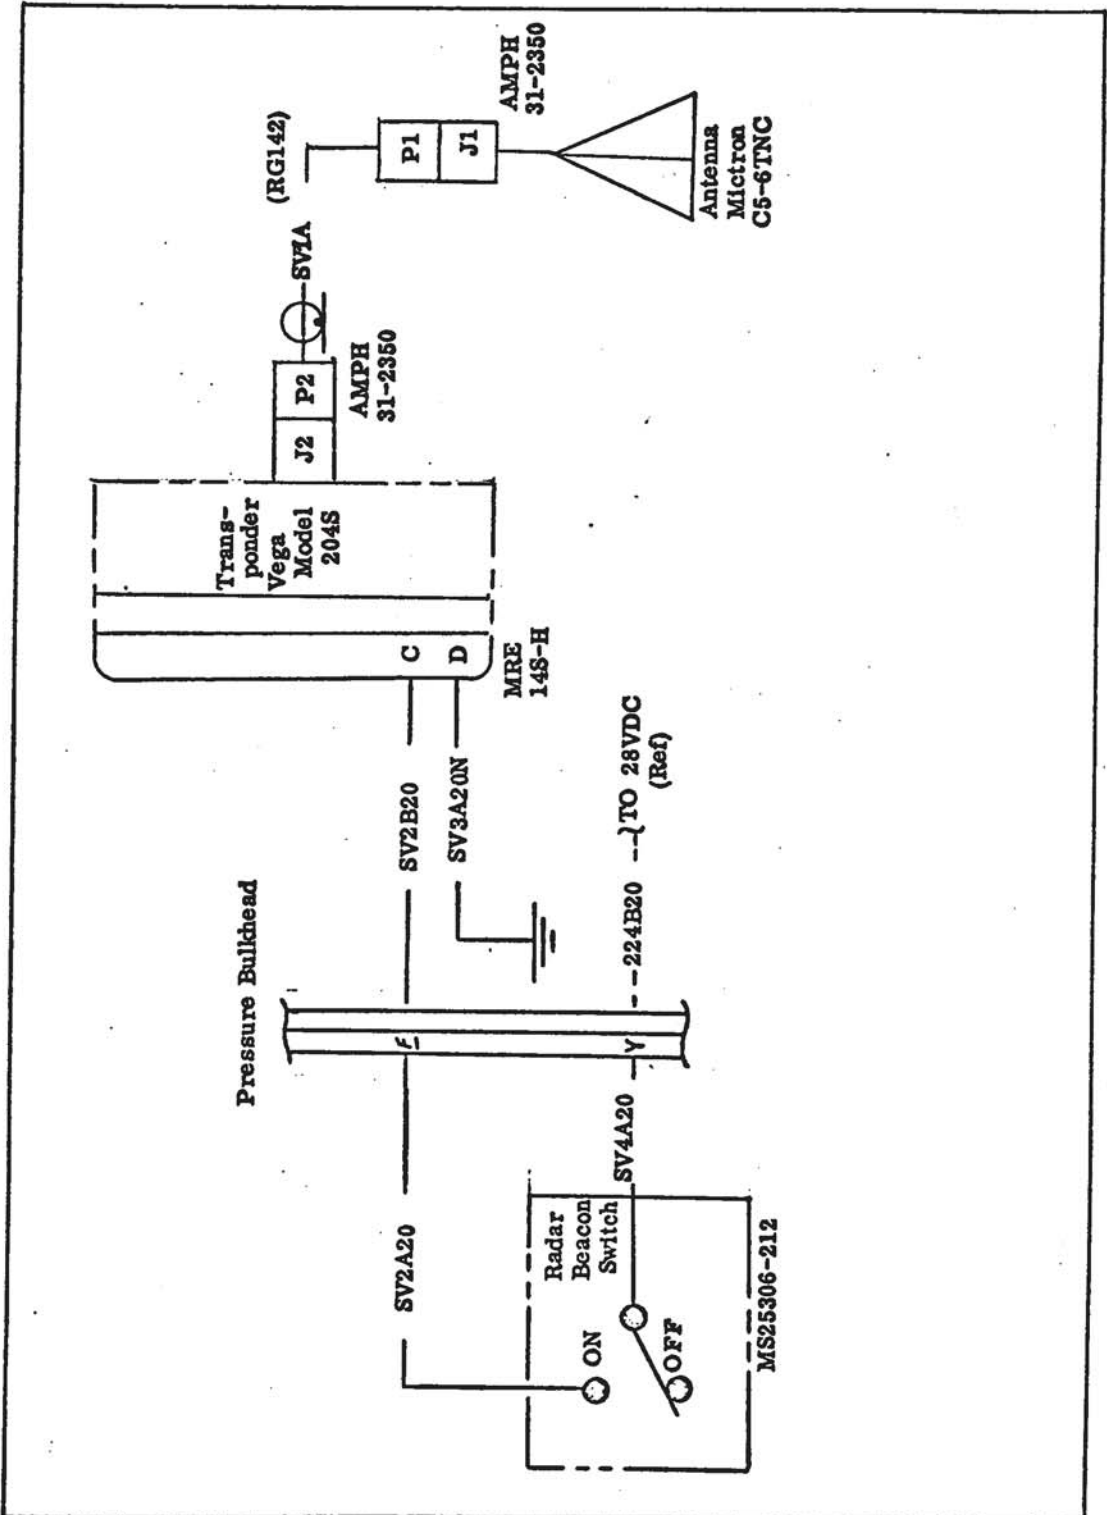 Pressure Bulkhead
SV2A20
F
SV2B20
C
D
SV3A20N
MRE
14S-H
Trans-
ponder
Vega
Model
204S
J2
P2
AMPH
31-2350
SV1A
(RG142)
P1
J1
AMPH
31-2350
Antenna
Mictron
C5-6TNC
Radar
Beacon
Switch
ON
OFF
MS25306-212
SV4A20
Y
224B20
TO 28VDC
(Ref)